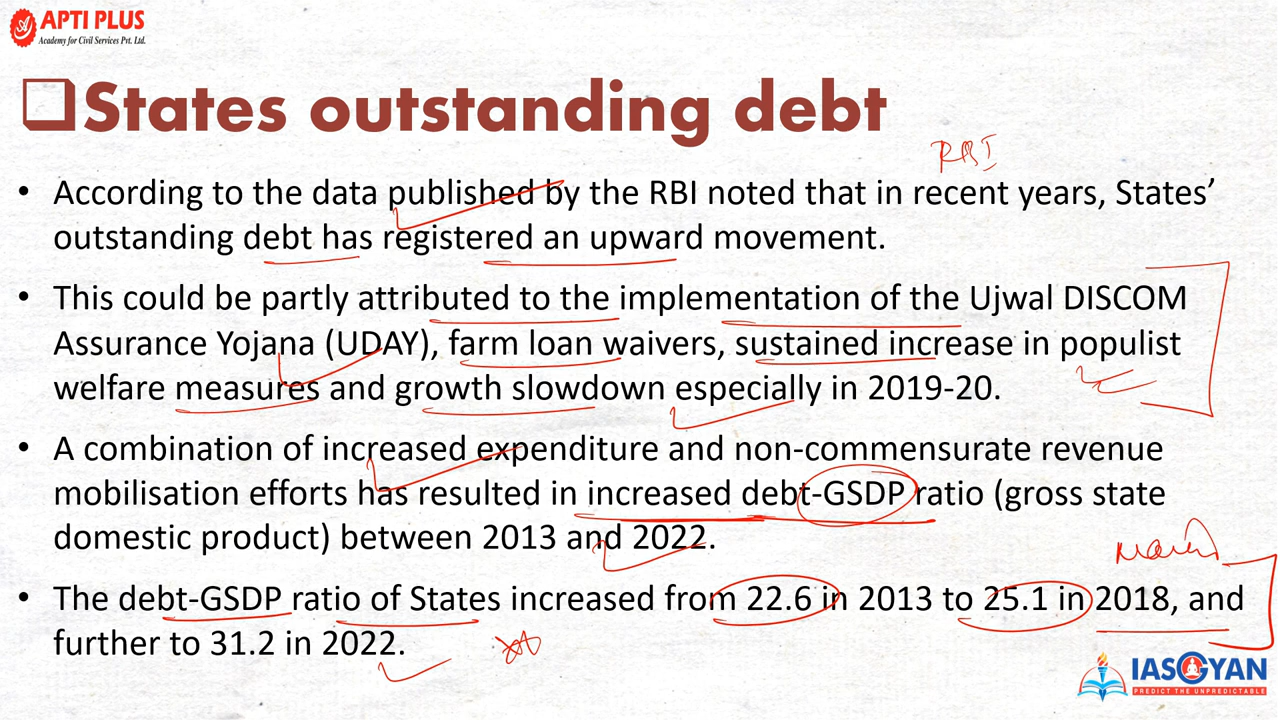 APTI PLUS
Academy for Civil Services Pvt. Ltd.
States outstanding debt
RBI
• According to the data published by the RBI noted that in recent years, States’
outstanding debt has registered an upward movement.
• This could be partly attributed to the implementation of the Ujwal DISCOM
Assurance Yojana (UDAY), farm loan waivers, sustained increase in populist
welfare measures and growth slowdown especially in 2019-20.
• A combination of increased expenditure and non-commensurate revenue
mobilisation efforts has resulted in increased debt-GSDP ratio (gross state
domestic product) between 2013 and 2022.
• The debt-GSDP ratio of States increased from 22.6 in 2013 to 25.1 in 2018, and
further to 31.2 in 2022.
IASGYAN
PREDICT THE UNPREDICTABLE